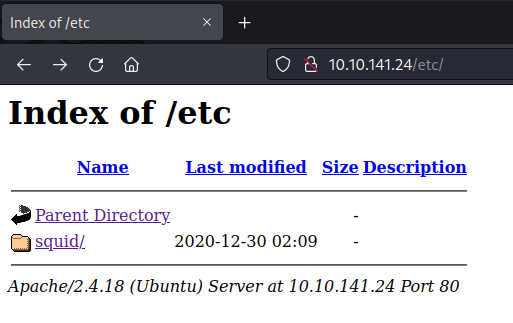 Index of /etc
10.10.141.24/etc/
Index of /etc
Name Last modified Size Description
Parent Directory -
squid/ 2020-12-30 02:09 -
Apache/2.4.18 (Ubuntu) Server at 10.10.141.24 Port 80